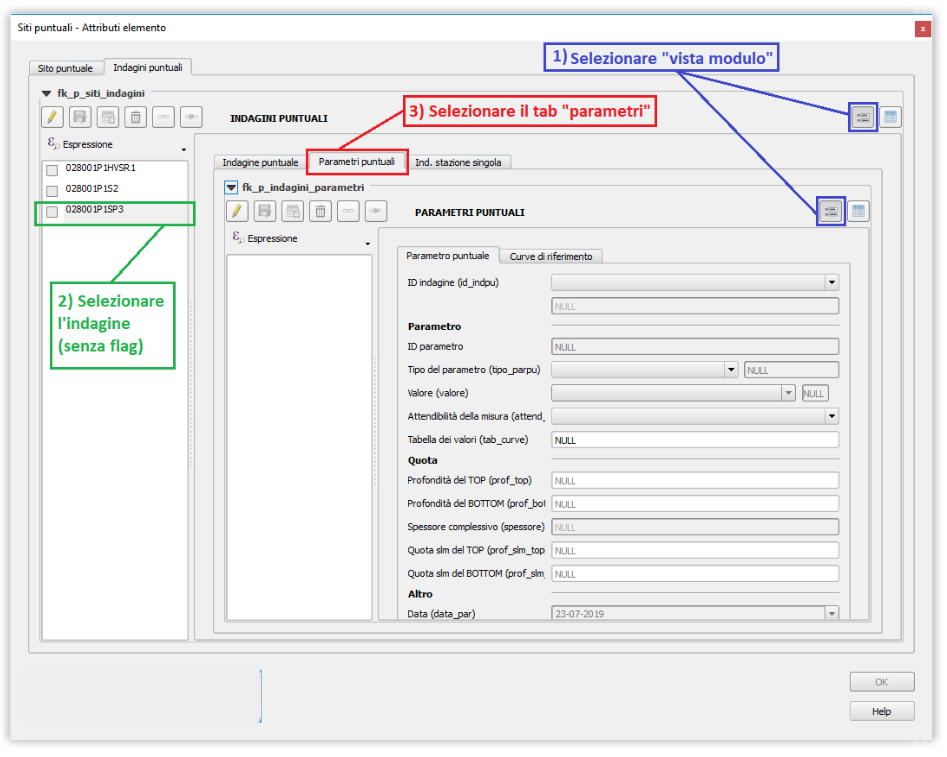 Siti puntuali - Attributi elemento
x
1) Selezionare "vista modulo"
Sito puntuale
Indagini puntuali
fk_p_siti_indagini
INDAGINI PUNTUALI
3) Selezionare il tab "parametri"
ε Espressione
028001P1HVSR1
028001P1S2
028001P1SP3
2) Selezionare
l'indagine
(senza flag)
Indagine puntuale
Parametri puntuali
Ind. stazione singola
fk_p_indagini_parametri
PARAMETRI PUNTUALI
ε Espressione
Parametro puntuale
Curve di riferimento
ID indagine (id_indpu)
NULL
Parametro
ID parametro
NULL
Tipo del parametro (tipo_parpu)
NULL
Valore (valore)
NULL
Attendibilità della misura (attend_
Tabella dei valori (tab_curve)
NULL
Quota
Profondità del TOP (prof_top)
NULL
Profondità del BOTTOM (prof_bot
NULL
Spessore complessivo (spessore)
NULL
Quota slm del TOP (prof_slm_top
NULL
Quota slm del BOTTOM (prof_slm_
NULL
Altro
Data (data_par)
23-07-2019
OK
Help